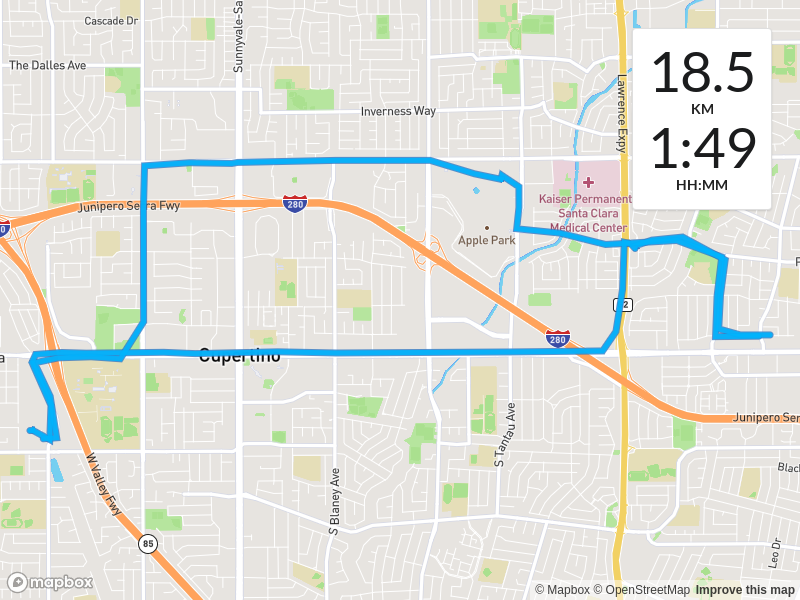 Cascade Dr
Sunnyvale-Sa
The Dalles Ave
Inverness Way
Lawrence Expy
18.5
KM
1:49
HH:MM
Junipero Serra Fwy
280
Kaiser Permanent
Santa Clara
Medical Center
Apple Park
280
Cupertino
S Tantau Ave
Junipero Ser
W Valley Fwy
S Blaney Ave
Black
Leo Dr
85
mapbox
© Mapbox © OpenStreetMap Improve this map